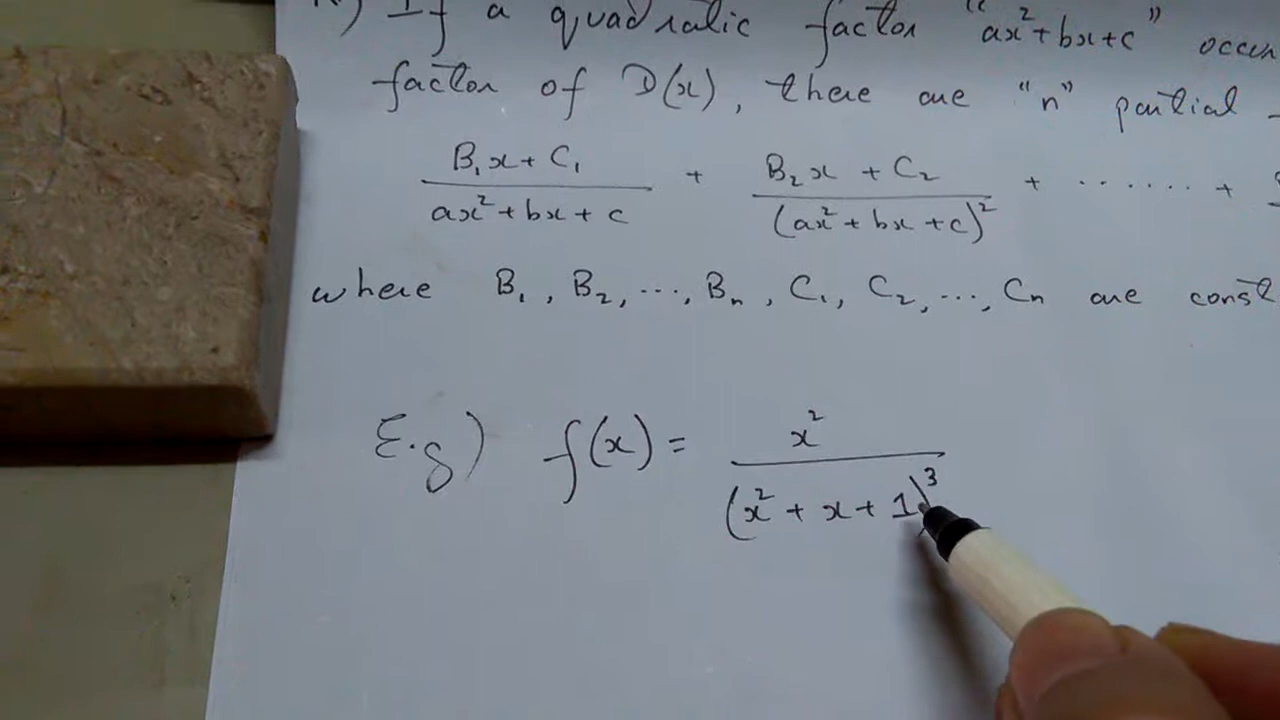 If a quadratic factor "ax²+bx+c" occur
factor of D(x), there are "n" partial
B₁x + C₁ / ax² + bx + c + B₂x + C₂ / (ax² + bx + c)² + ....... +
where B₁, B₂, ..., Bₙ, C₁, C₂, ..., Cₙ are const
E.g) f(x) = x² / (x² + x + 1)³